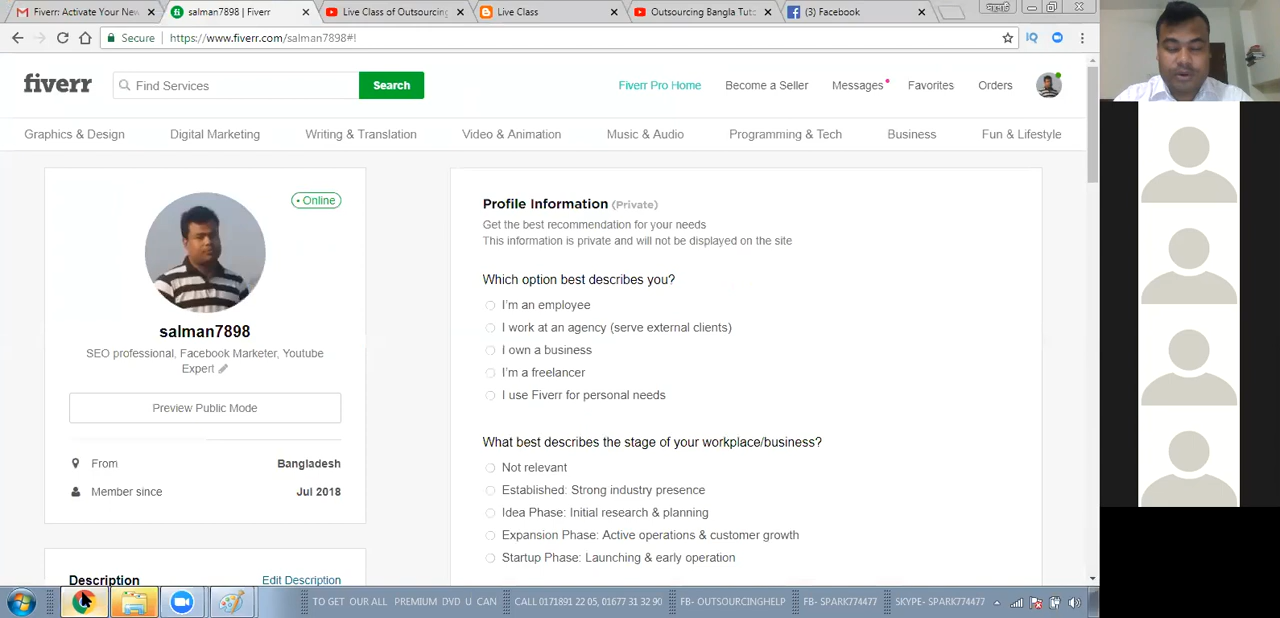 Fiverr: Activate Your New
salman7898 | Fiverr
Live Class of Outsourcing
Live Class
Outsourcing Bangla Tuto
(3) Facebook
Secure
https://www.fiverr.com/salman7898#!
IQ
fiverr
Find Services
Search
Fiverr Pro Home
Become a Seller
Messages
Favorites
Orders
Graphics & Design
Digital Marketing
Writing & Translation
Video & Animation
Music & Audio
Programming & Tech
Business
Fun & Lifestyle
• Online
salman7898
SEO professional, Facebook Marketer, Youtube
Expert
Preview Public Mode
From Bangladesh
Member since Jul 2018
Description Edit Description
Profile Information (Private)
Get the best recommendation for your needs
This information is private and will not be displayed on the site
Which option best describes you?
I'm an employee
I work at an agency (serve external clients)
I own a business
I'm a freelancer
I use Fiverr for personal needs
What best describes the stage of your workplace/business?
Not relevant
Established: Strong industry presence
Idea Phase: Initial research & planning
Expansion Phase: Active operations & customer growth
Startup Phase: Launching & early operation
TO GET OUR ALL PREMIUM DVD U CAN
CALL 0171891 22 05, 01677 31 32 90
FB- OUTSOURCINGHELP
FB- SPARK774477
SKYPE- SPARK774477